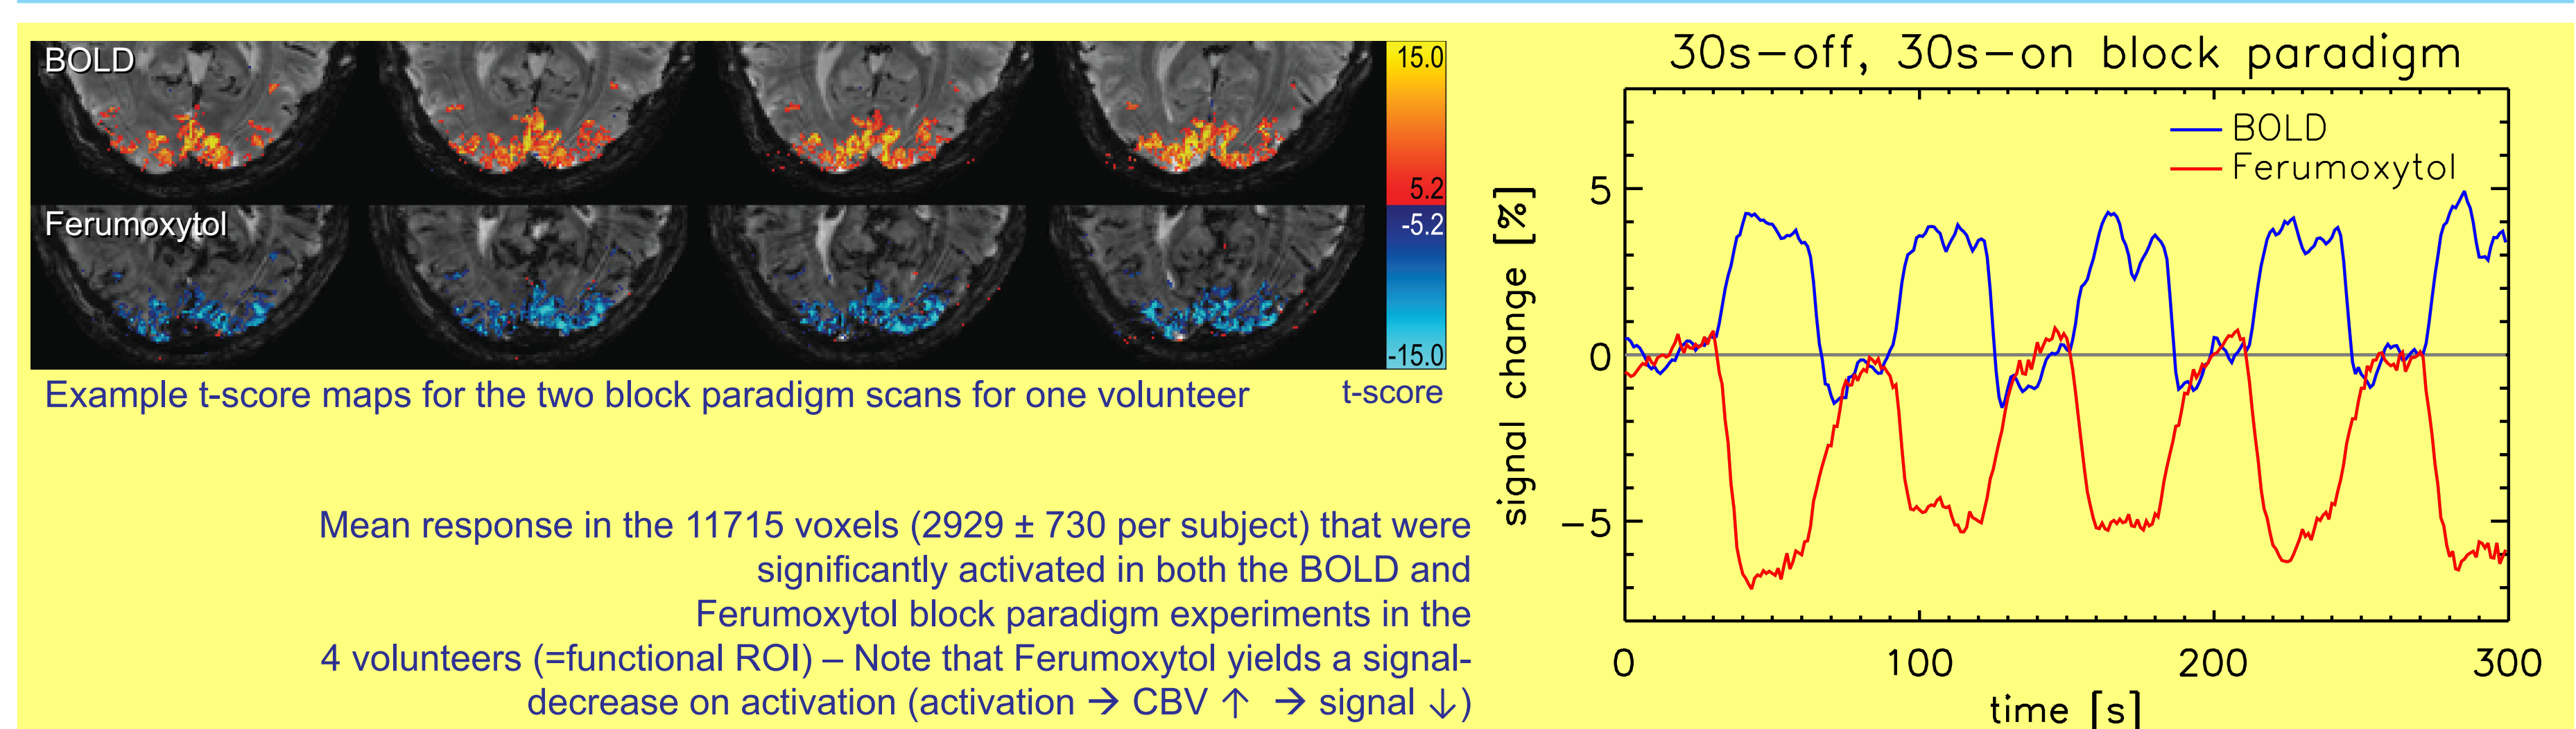 BOLD
15.0
5.2
Ferumoxytol
-5.2
-15.0
Example t-score maps for the two block paradigm scans for one volunteer
t-score
Mean response in the 11715 voxels (2929 ± 730 per subject) that were
significantly activated in both the BOLD and
Ferumoxytol block paradigm experiments in the
4 volunteers (=functional ROI) – Note that Ferumoxytol yields a signal-
decrease on activation (activation → CBV ↑ → signal ↓)
30s-off, 30s-on block paradigm
BOLD
Ferumoxytol
signal change [%]
5
0
-5
0 100 200 300
time [s]